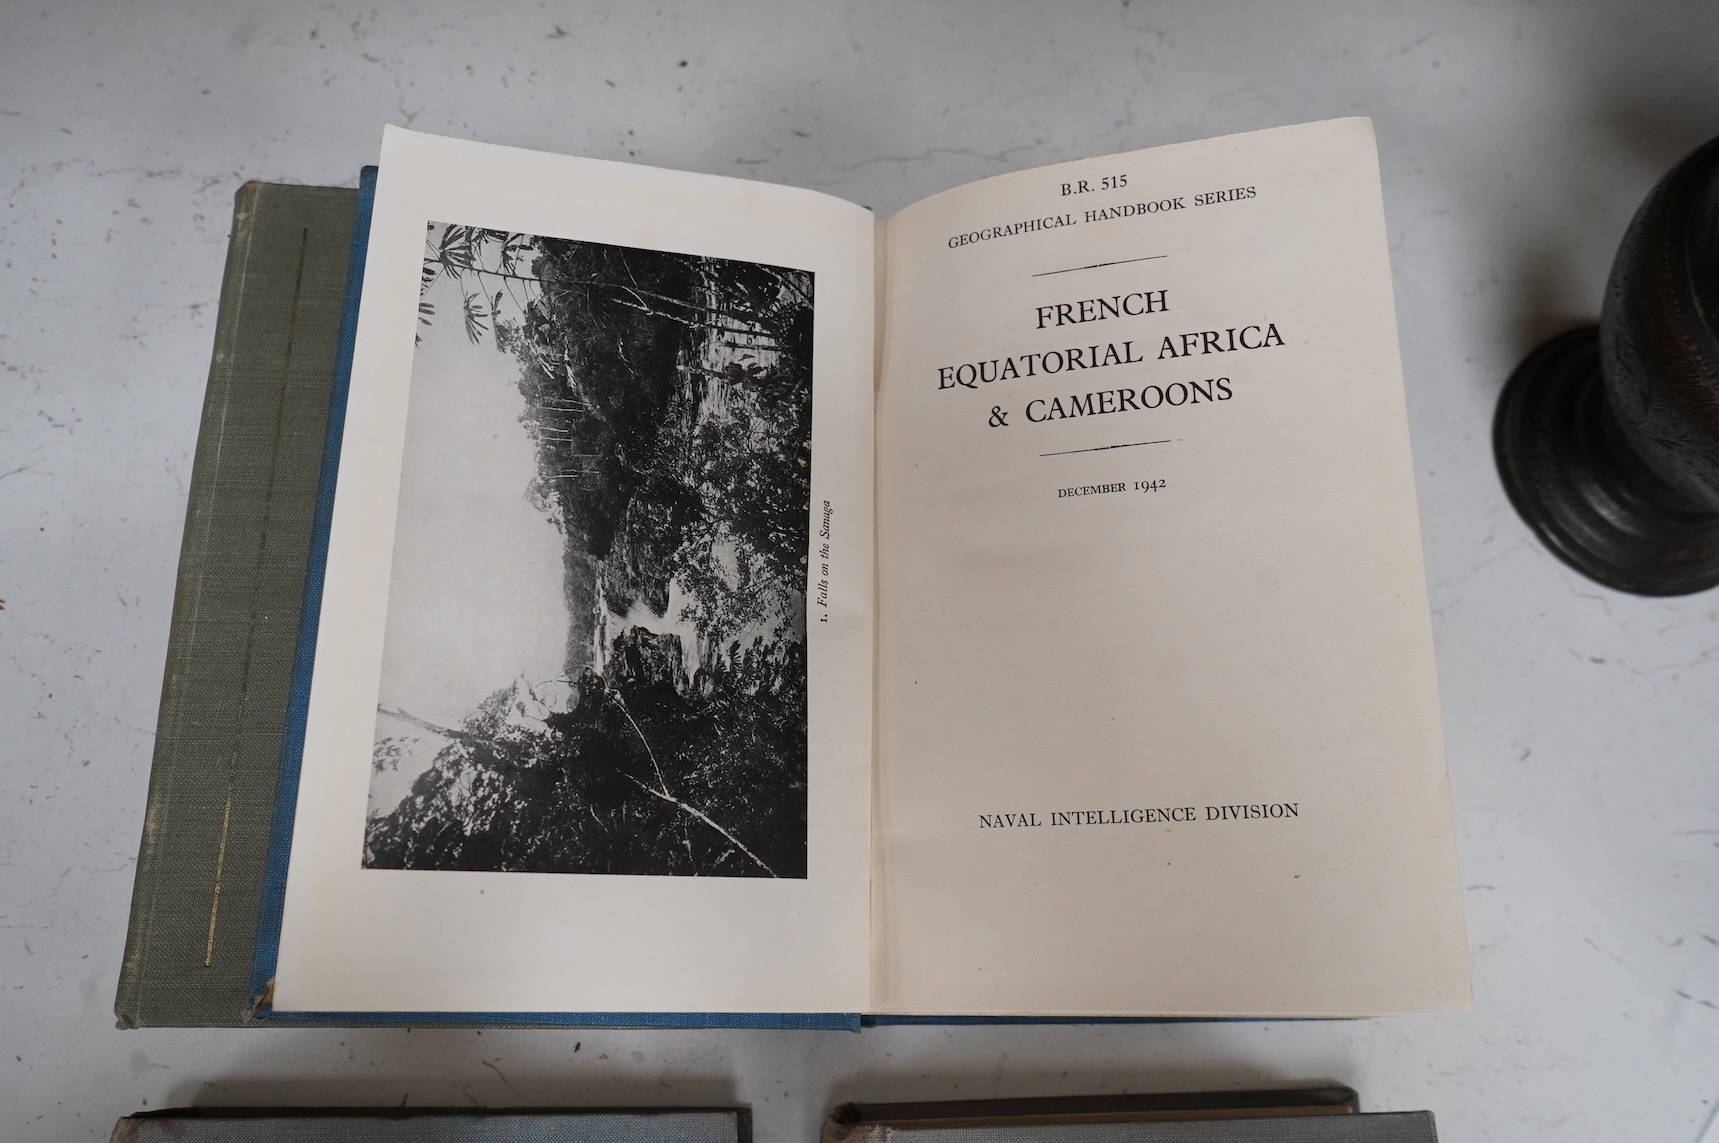 1. Falls on the Sanaga
B.R. 515
GEOGRAPHICAL HANDBOOK SERIES
FRENCH
EQUATORIAL AFRICA
& CAMEROONS
DECEMBER 1942
NAVAL INTELLIGENCE DIVISION